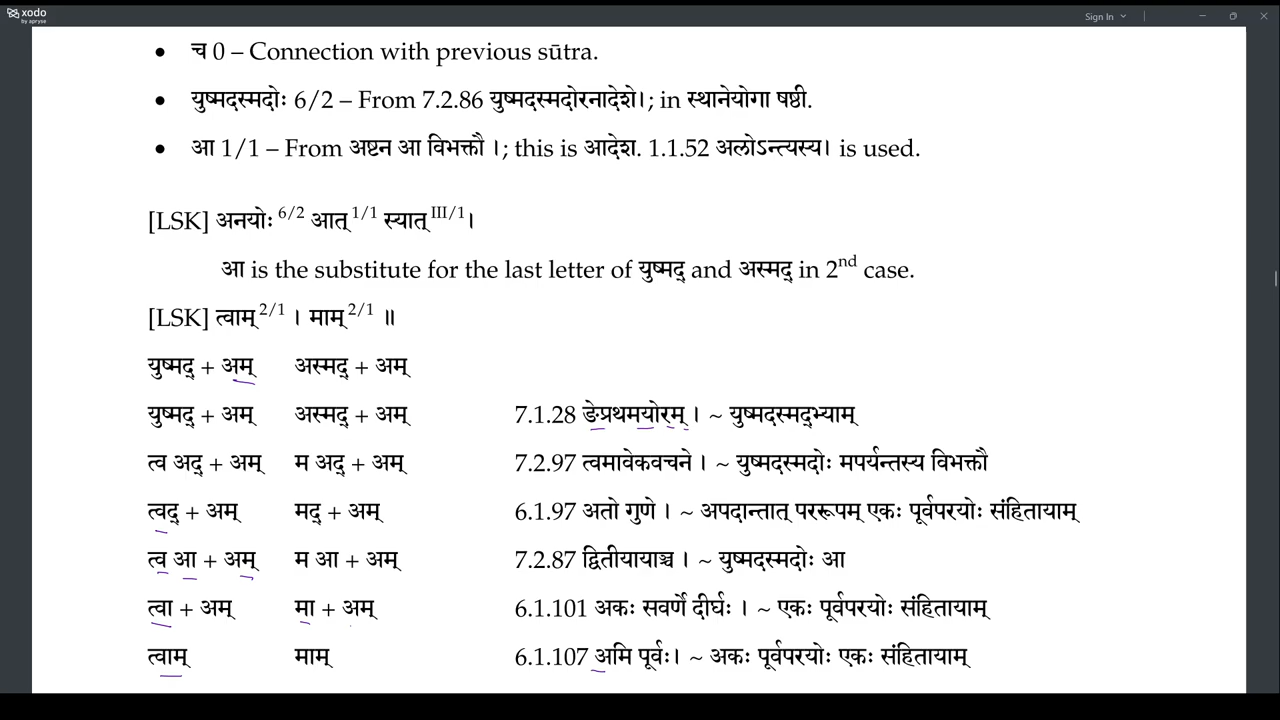 xodo
by apryse
Sign In
• च 0 – Connection with previous sūtra.
• युष्मदस्मदोः 6/2 – From 7.2.86 युष्मदस्मदोरनादेशे।; in स्थानेयोगा षष्ठी.
• आ 1/1 – From अष्टन आ विभक्तौ ।; this is आदेश. 1.1.52 अलोऽन्त्यस्य। is used.
[LSK] अनयोः 6/2 आत् 1/1 स्यात् III/1 ।
आ is the substitute for the last letter of युष्मद् and अस्मद् in 2nd case.
[LSK] त्वाम् 2/1 । माम् 2/1 ॥
युष्मद् + अम् अस्मद् + अम्
युष्मद् + अम् अस्मद् + अम् 7.1.28 ङेप्रथमयोरम् । ~ युष्मदस्मद्भ्याम्
त्व अद् + अम् म अद् + अम् 7.2.97 त्वमावेकवचने । ~ युष्मदस्मदोः मपर्यन्तस्य विभक्तौ
त्वद् + अम् मद् + अम् 6.1.97 अतो गुणे । ~ अपदान्तात् पररूपम् एकः पूर्वपरयोः संहितायाम्
त्व आ + अम् म आ + अम् 7.2.87 द्वितीयायाञ्च । ~ युष्मदस्मदोः आ
त्वा + अम् मा + अम् 6.1.101 अकः सवर्णे दीर्घः । ~ एकः पूर्वपरयोः संहितायाम्
त्वाम् माम् 6.1.107 अमि पूर्वः। ~ अकः पूर्वपरयोः एकः संहितायाम्